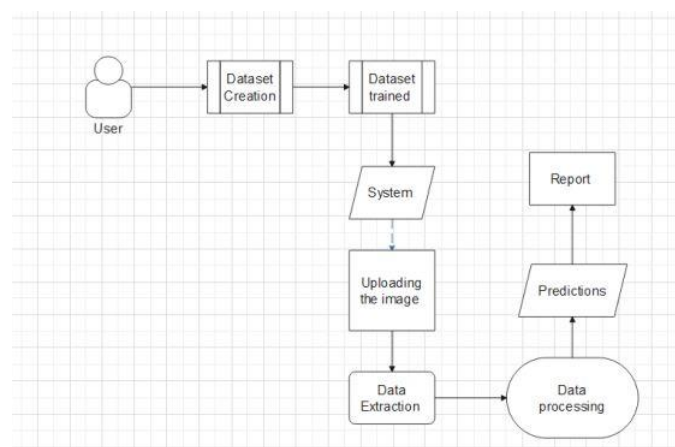 Dataset
Creation
Dataset
trained
User
System
Report
Uploading
the image
Predictions
Data
Extraction
Data
processing